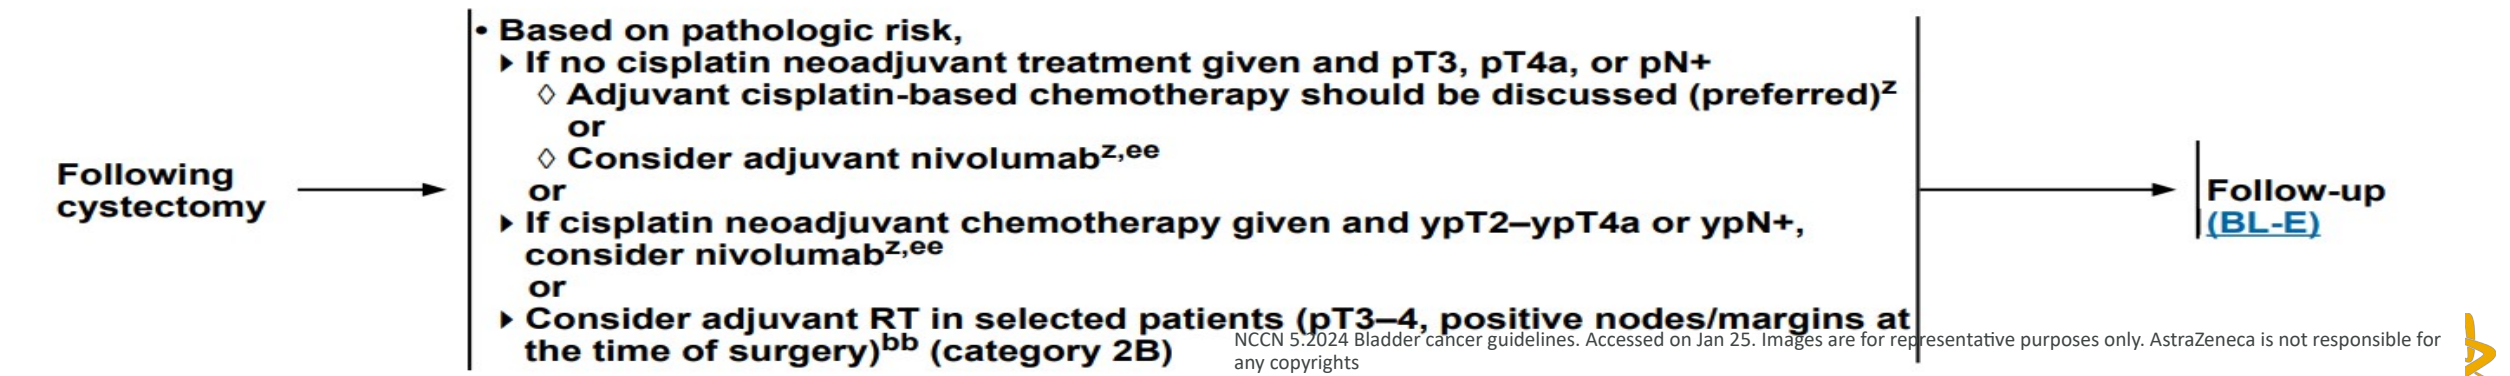 Following
cystectomy
• Based on pathologic risk,
▸ If no cisplatin neoadjuvant treatment given and pT3, pT4a, or pN+
◊ Adjuvant cisplatin-based chemotherapy should be discussed (preferred)z
or
◊ Consider adjuvant nivolumabz,ee
or
▸ If cisplatin neoadjuvant chemotherapy given and ypT2–ypT4a or ypN+,
consider nivolumabz,ee
or
▸ Consider adjuvant RT in selected patients (pT3–4, positive nodes/margins at
the time of surgery)bb (category 2B)
Follow-up
(BL-E)
NCCN 5.2024 Bladder cancer guidelines. Accessed on Jan 25. Images are for representative purposes only. AstraZeneca is not responsible for
any copyrights